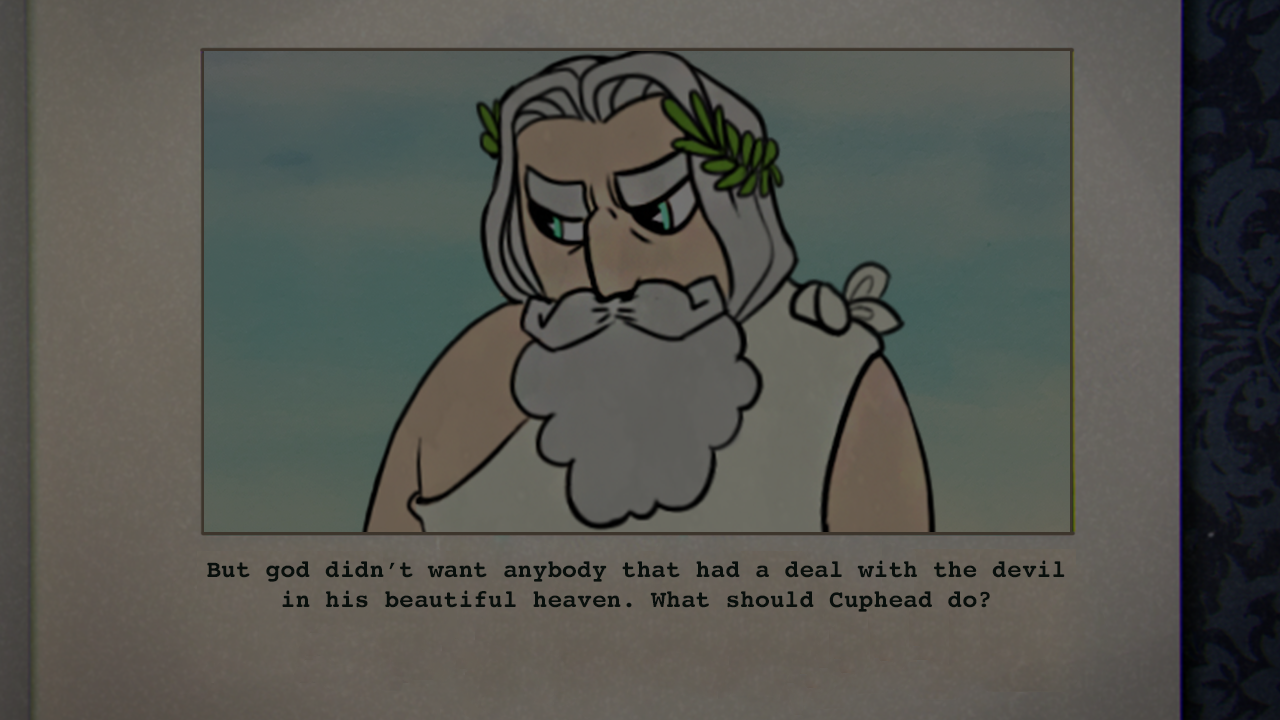 But god didn't want anybody that had a deal with the devil
in his beautiful heaven. What should Cuphead do?